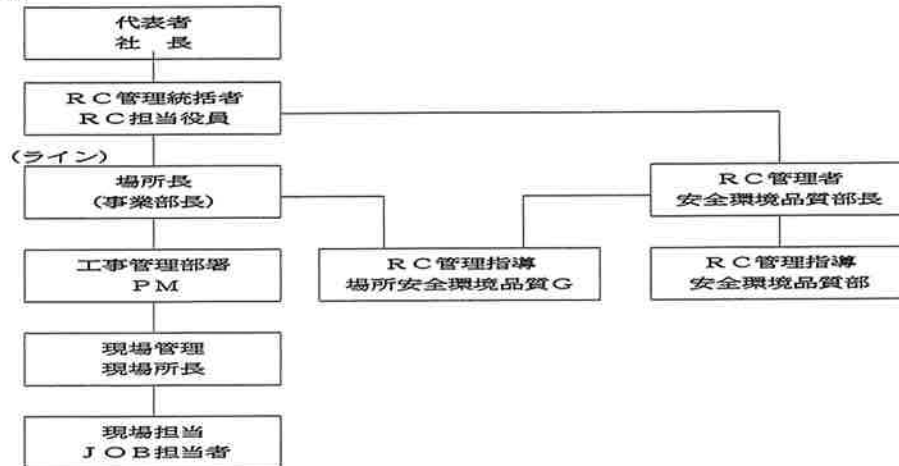 代表者
社　長
ＲＣ管理統括者
ＲＣ担当役員
(ライン)
場所長
(事業部長)
ＲＣ管理者
安全環境品質部長
工事管理部署
ＰＭ
ＲＣ管理指導
場所安全環境品質Ｇ
ＲＣ管理指導
安全環境品質部
現場管理
現場所長
現場担当
ＪＯＢ担当者